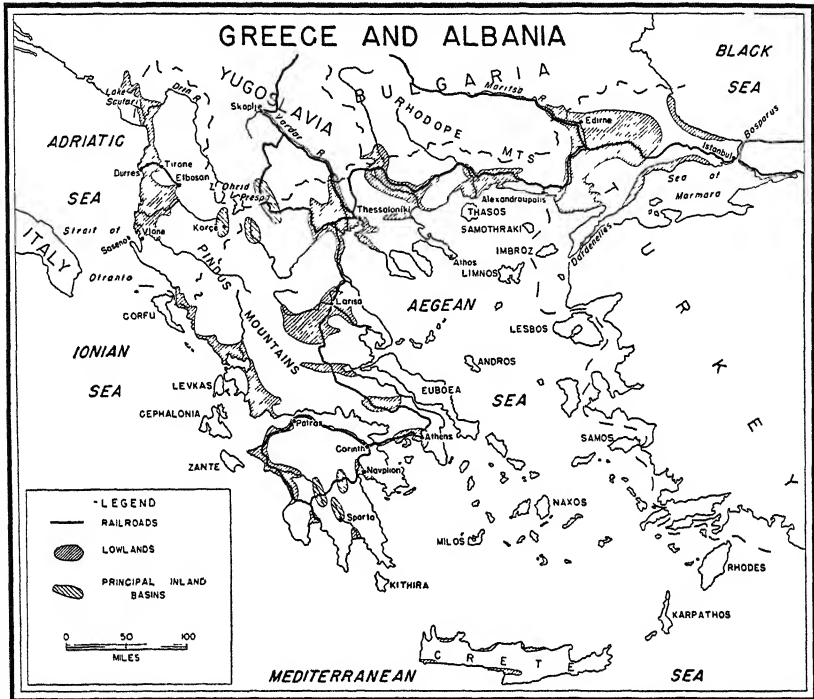 GREECE AND ALBANIA
BLACK
SEA
YUGOSLAVIA
BULGARIA
Lake
Scutari
Drin R.
Skoplje
Vardar R.
Maritsa R.
RHODOPE
MTS
Edirne
Istanbul
Bosporus
ADRIATIC
SEA
Durres
Tirane
Elbasan
L. Ohrid
L. Prespa
Thessaloniki
Alexandroupolis
THASOS
SAMOTHRAKI
Sea of
Marmara
Strait of
Otranto
ITALY
Saseno
Vlone
Korçe
Athos
IMBROZ
LIMNOS
Dardanelles
TURKEY
PINDUS
MOUNTAINS
CORFU
Larisa
AEGEAN
SEA
LESBOS
IONIAN
SEA
ANDROS
LEVKAS
EUBOEA
CEPHALONIA
Patras
Corinth
Athens
SAMOS
ZANTE
Navplion
Sparta
NAXOS
MILOS
KITHIRA
RHODES
KARPATHOS
CRETE
MEDITERRANEAN
SEA
LEGEND
RAILROADS
LOWLANDS
PRINCIPAL INLAND
BASINS
0 50 100
MILES